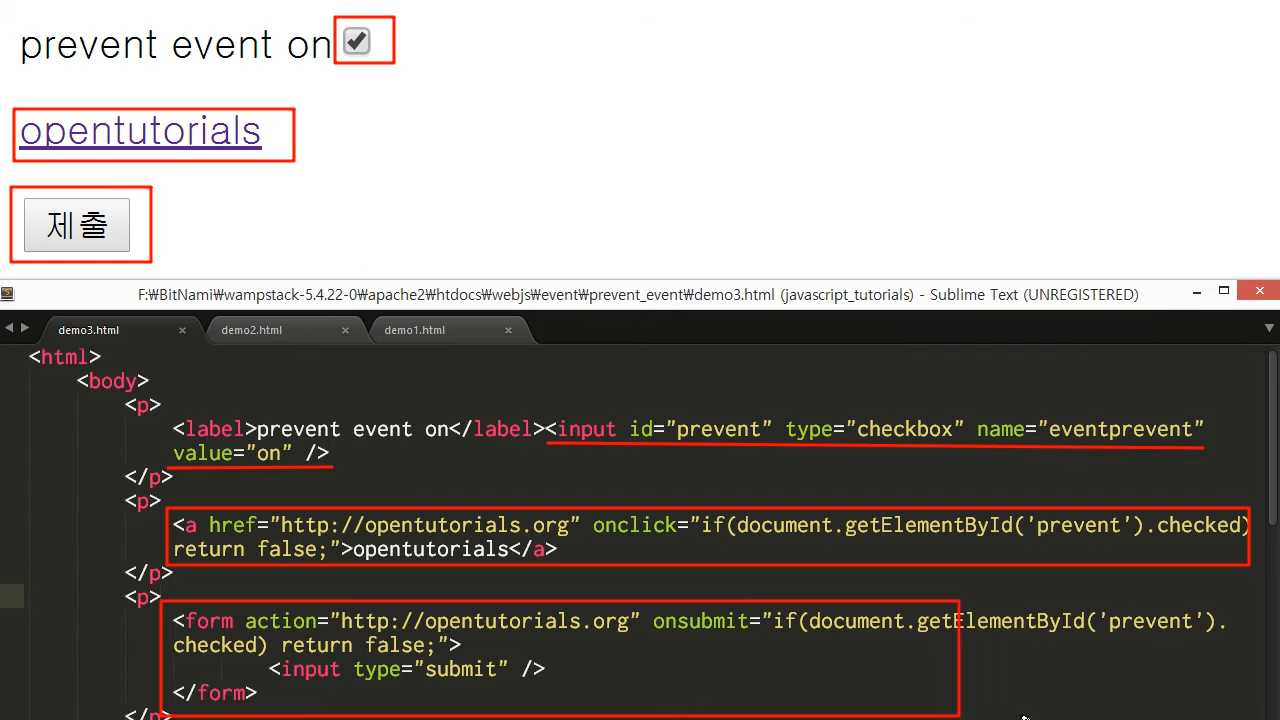 prevent event on
opentutorials
제출
F:₩BitNami₩wampstack-5.4.22-0₩apache2₩htdocs₩webjs₩event₩prevent_event₩demo3.html (javascript_tutorials) - Sublime Text (UNREGISTERED)
demo3.html demo2.html demo1.html
<html>
<body>
<p>
<label>prevent event on</label><input id="prevent" type="checkbox" name="eventprevent"
value="on" />
</p>
<p>
<a href="http://opentutorials.org" onclick="if(document.getElementById('prevent').checked)
return false;">opentutorials</a>
</p>
<p>
<form action="http://opentutorials.org" onsubmit="if(document.getElementById('prevent').
checked) return false;">
<input type="submit" />
</form>
</p>